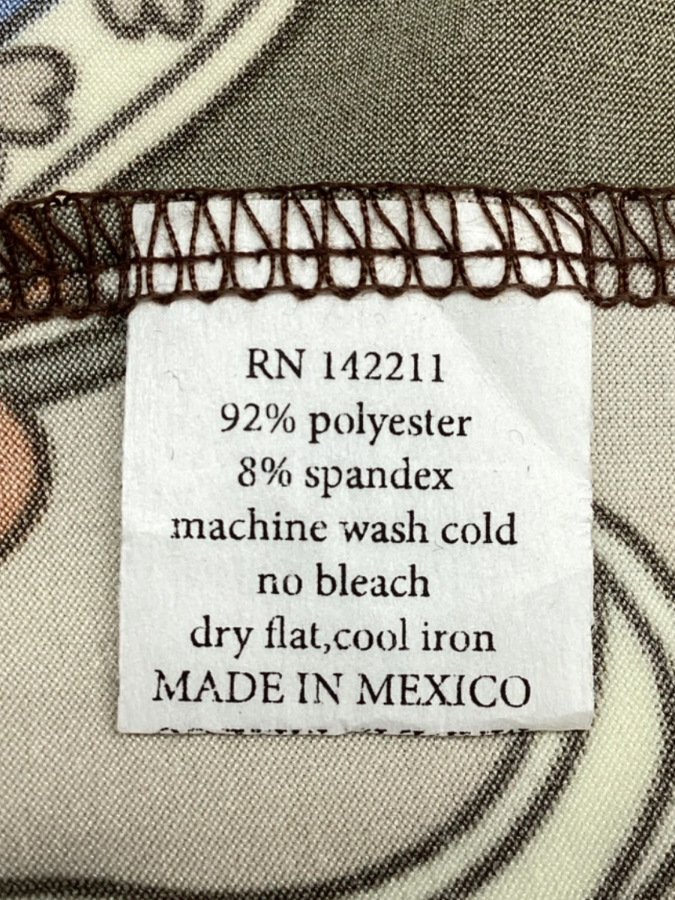 RN 142211
92% polyester
8% spandex
machine wash cold
no bleach
dry flat,cool iron
MADE IN MEXICO